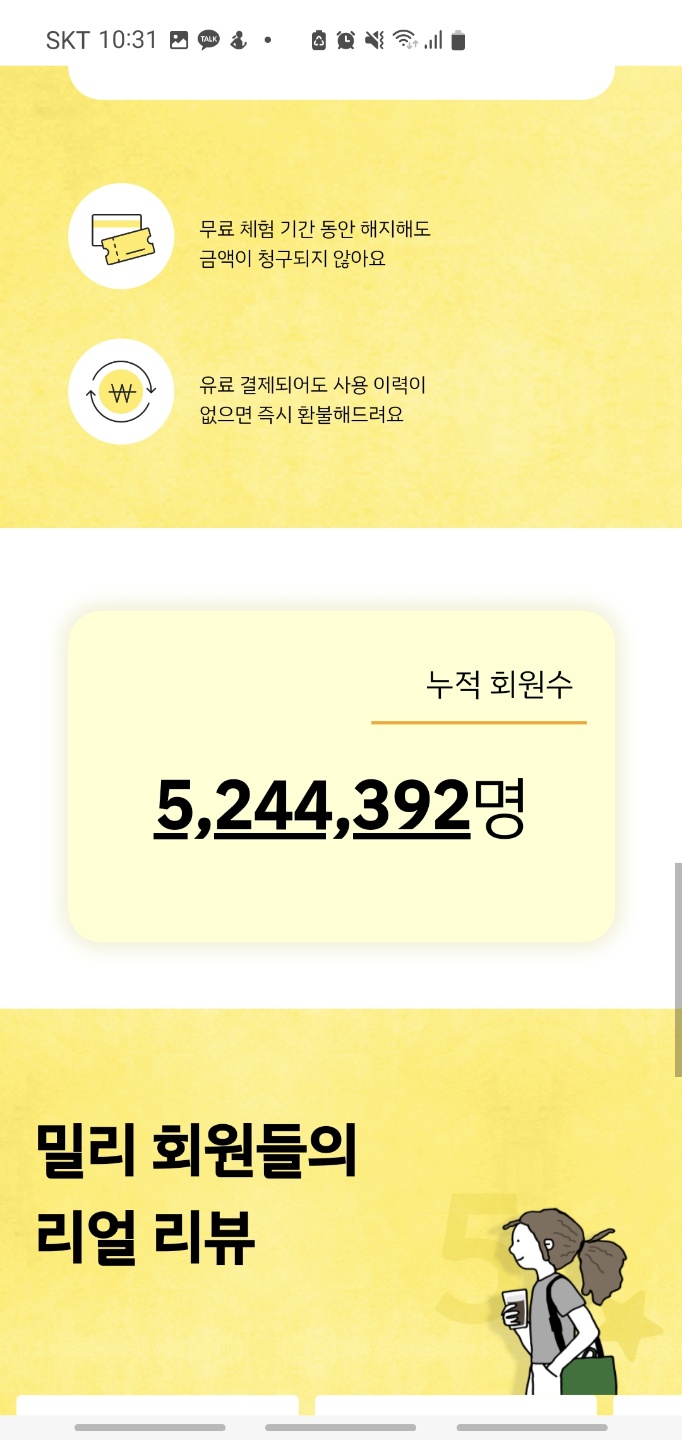 SKT 10:31 TALK
무료 체험 기간 동안 해지해도
금액이 청구되지 않아요
₩
유료 결제되어도 사용 이력이
없으면 즉시 환불해드려요
누적 회원수
5,244,392명
밀리 회원들의
리얼 리뷰
5